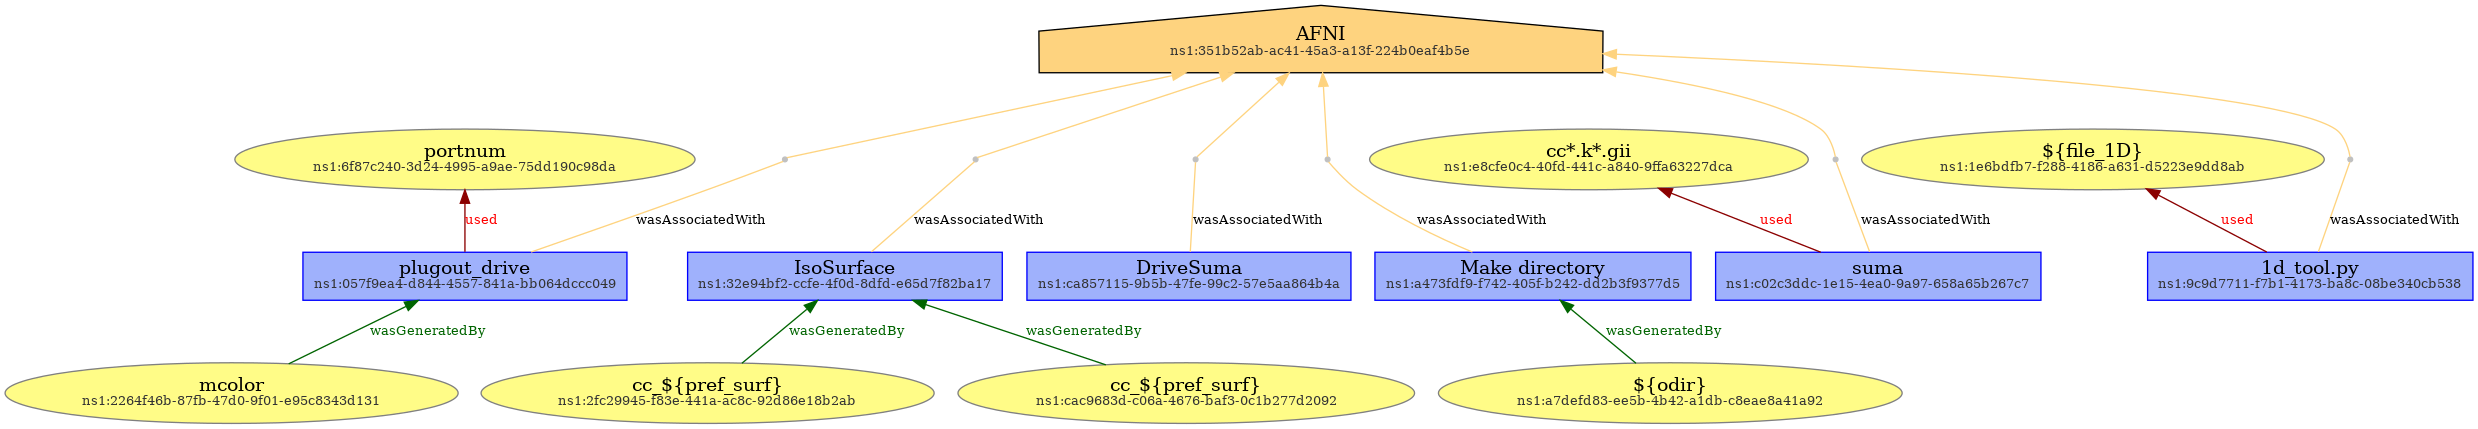 AFNI
ns1:351b52ab-ac41-45a3-a13f-224b0eaf4b5e
portnum
ns1:6f87c240-3d24-4995-a9ae-75dd190c98da
cc*.k*.gii
ns1:e8cfe0c4-40fd-441c-a840-9ffa63227dca
${file_1D}
ns1:1e6bdfb7-f288-4186-a631-d5223e9dd8ab
used
wasAssociatedWith
wasAssociatedWith
wasAssociatedWith
wasAssociatedWith
used
wasAssociatedWith
used
wasAssociatedWith
plugout_drive
ns1:057f9ea4-d844-4557-841a-bb064dccc049
IsoSurface
ns1:32e94bf2-ccfe-4f0d-8dfd-e65d7f82ba17
DriveSuma
ns1:ca857115-9b5b-47fe-99c2-57e5aa864b4a
Make directory
ns1:a473fdf9-f742-405f-b242-dd2b3f9377d5
suma
ns1:c02c3ddc-1e15-4ea0-9a97-658a65b267c7
1d_tool.py
ns1:9c9d7711-f7b1-4173-ba8c-08be340cb538
wasGeneratedBy
wasGeneratedBy
wasGeneratedBy
wasGeneratedBy
mcolor
ns1:2264f46b-87fb-47d0-9f01-e95c8343d131
cc_${pref_surf}
ns1:2fc29945-f83e-441a-ac8c-92d86e18b2ab
cc_${pref_surf}
ns1:cac9683d-c06a-4676-baf3-0c1b277d2092
${odir}
ns1:a7defd83-ee5b-4b42-a1db-c8eae8a41a92